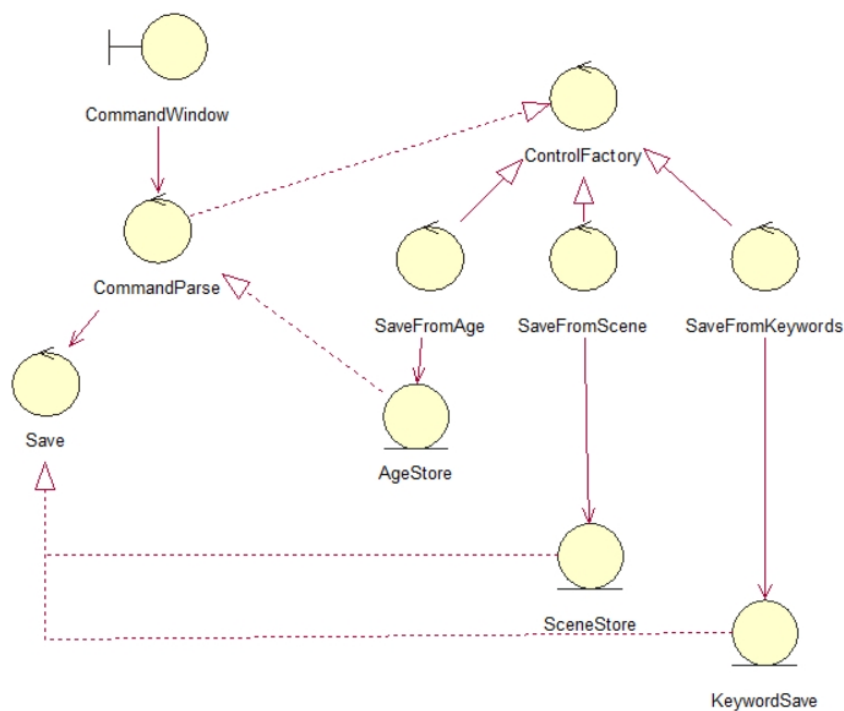 CommandWindow
ControlFactory
CommandParse
SaveFromAge
SaveFromScene
SaveFromKeywords
Save
AgeStore
SceneStore
KeywordSave